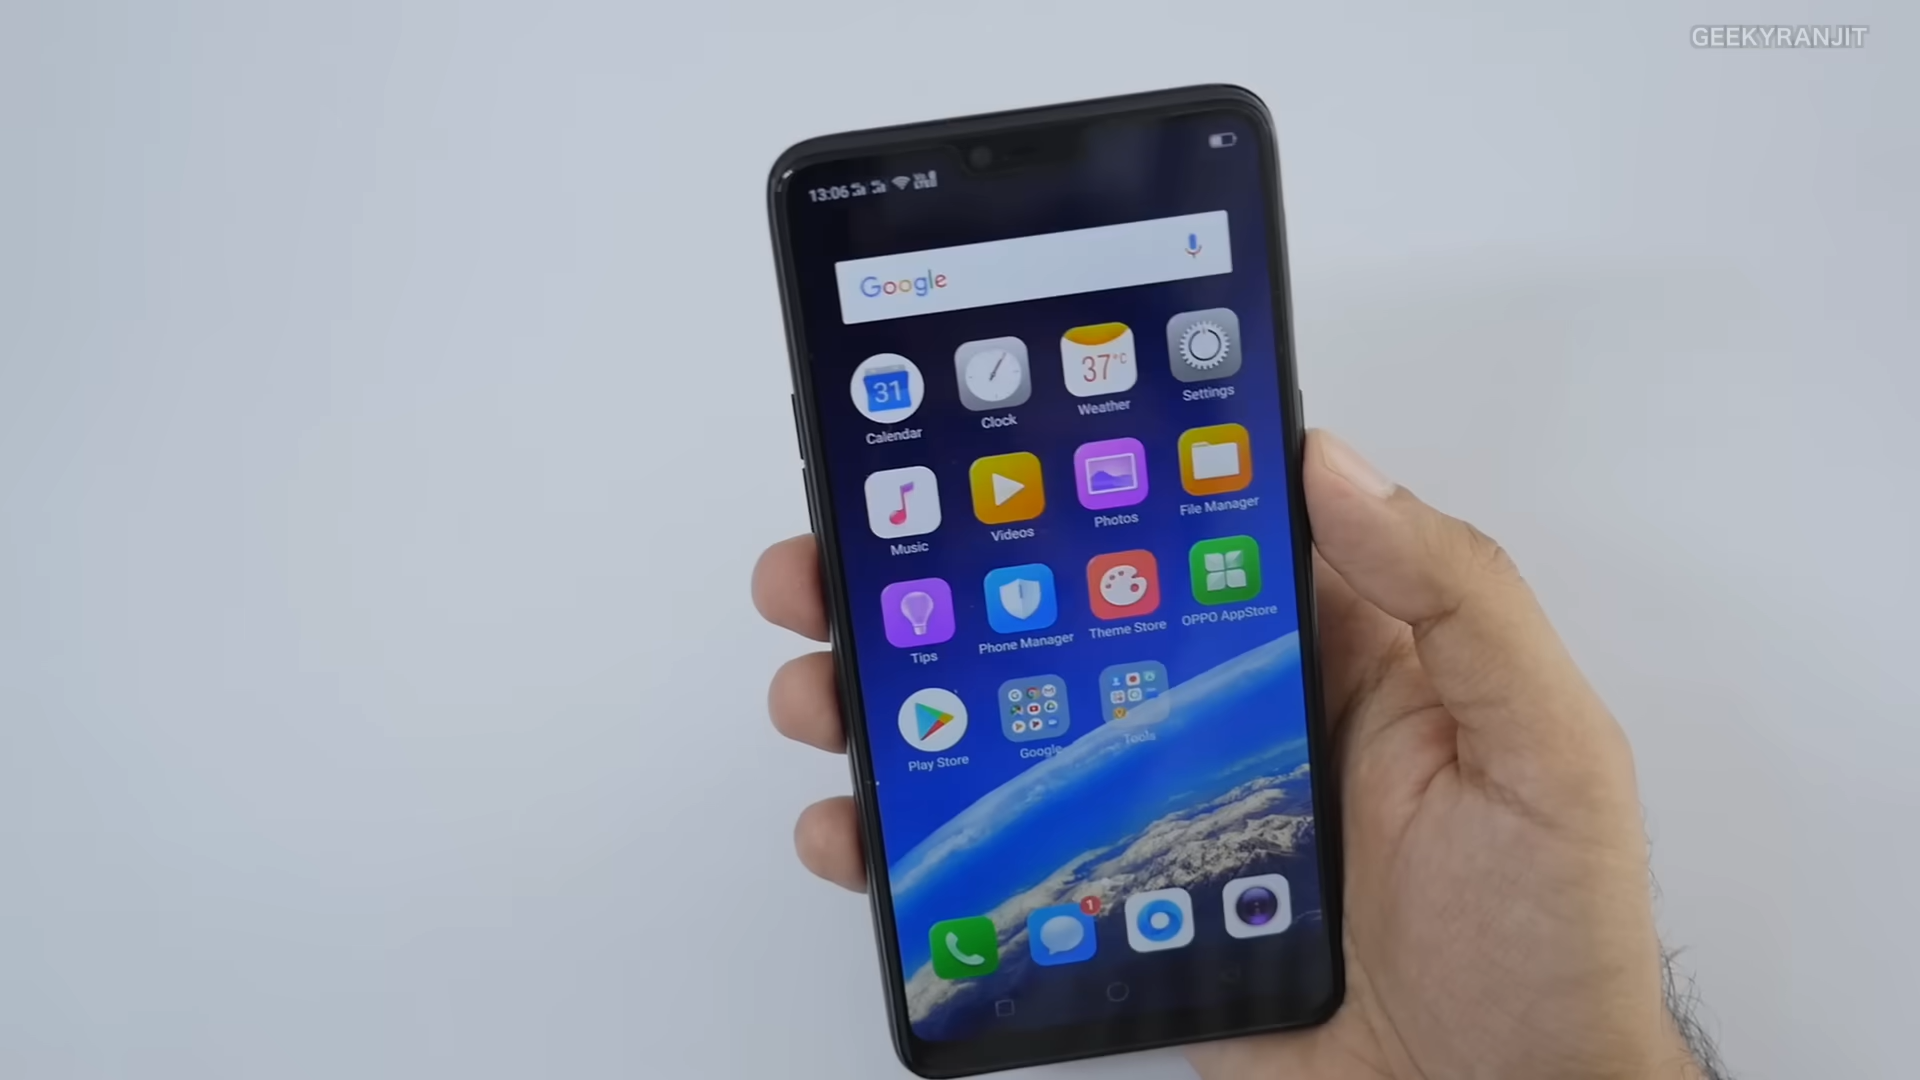 GEEKYRANJIT
13:06
Google
31
37°C
Calendar
Clock
Weather
Settings
Music
Videos
Photos
File Manager
Tips
Phone Manager
Theme Store
OPPO AppStore
Play Store
Google
Tools
1